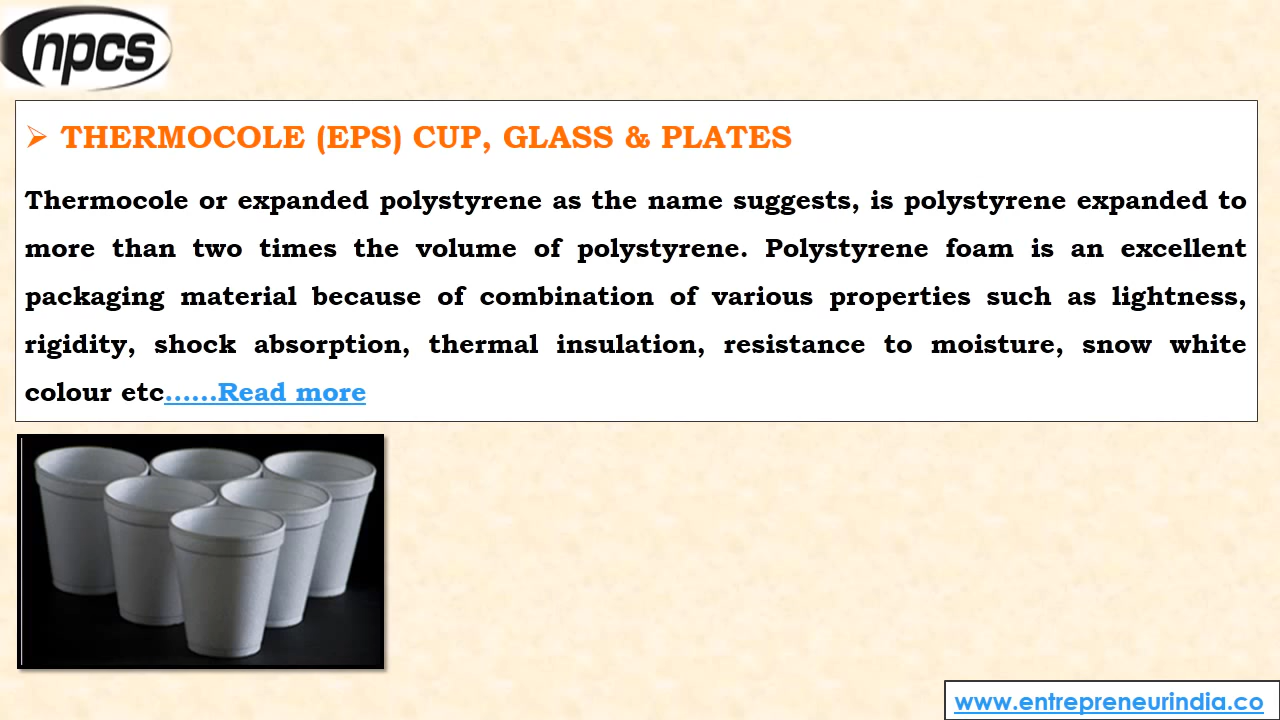 npcs
➢ THERMOCOLE (EPS) CUP, GLASS & PLATES
Thermocole or expanded polystyrene as the name suggests, is polystyrene expanded to
more than two times the volume of polystyrene. Polystyrene foam is an excellent
packaging material because of combination of various properties such as lightness,
rigidity, shock absorption, thermal insulation, resistance to moisture, snow white
colour etc......Read more
www.entrepreneurindia.co